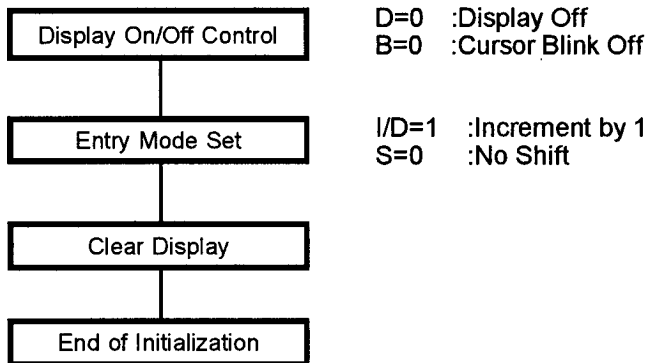 Display On/Off Control
D=0 :Display Off
B=0 :Cursor Blink Off
Entry Mode Set
I/D=1 :Increment by 1
S=0 :No Shift
Clear Display
End of Initialization